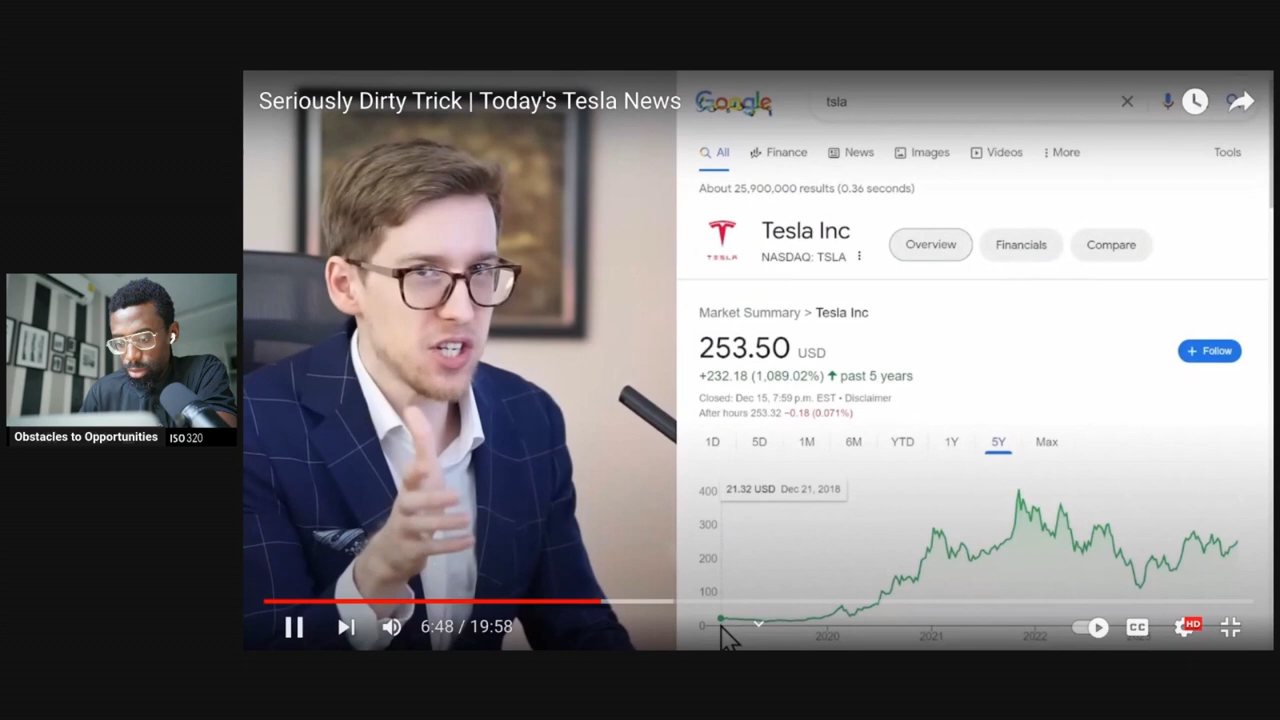 Seriously Dirty Trick | Today's Tesla News
Google
tsla
All
Finance
News
Images
Videos
More
Tools
About 25,900,000 results (0.36 seconds)
TESLA
Tesla Inc
NASDAQ: TSLA
Overview
Financials
Compare
Market Summary > Tesla Inc
253.50 USD
+ Follow
+232.18 (1,089.02%) past 5 years
Closed: Dec 15, 7:59 p.m. EST • Disclaimer
After hours 253.32 −0.18 (0.071%)
1D 5D 1M 6M YTD 1Y 5Y Max
21.32 USD Dec 21, 2018
400
300
200
100
0
2020 2021 2022 2023
6:48 / 19:58
CC
HD
Obstacles to Opportunities
ISO 320